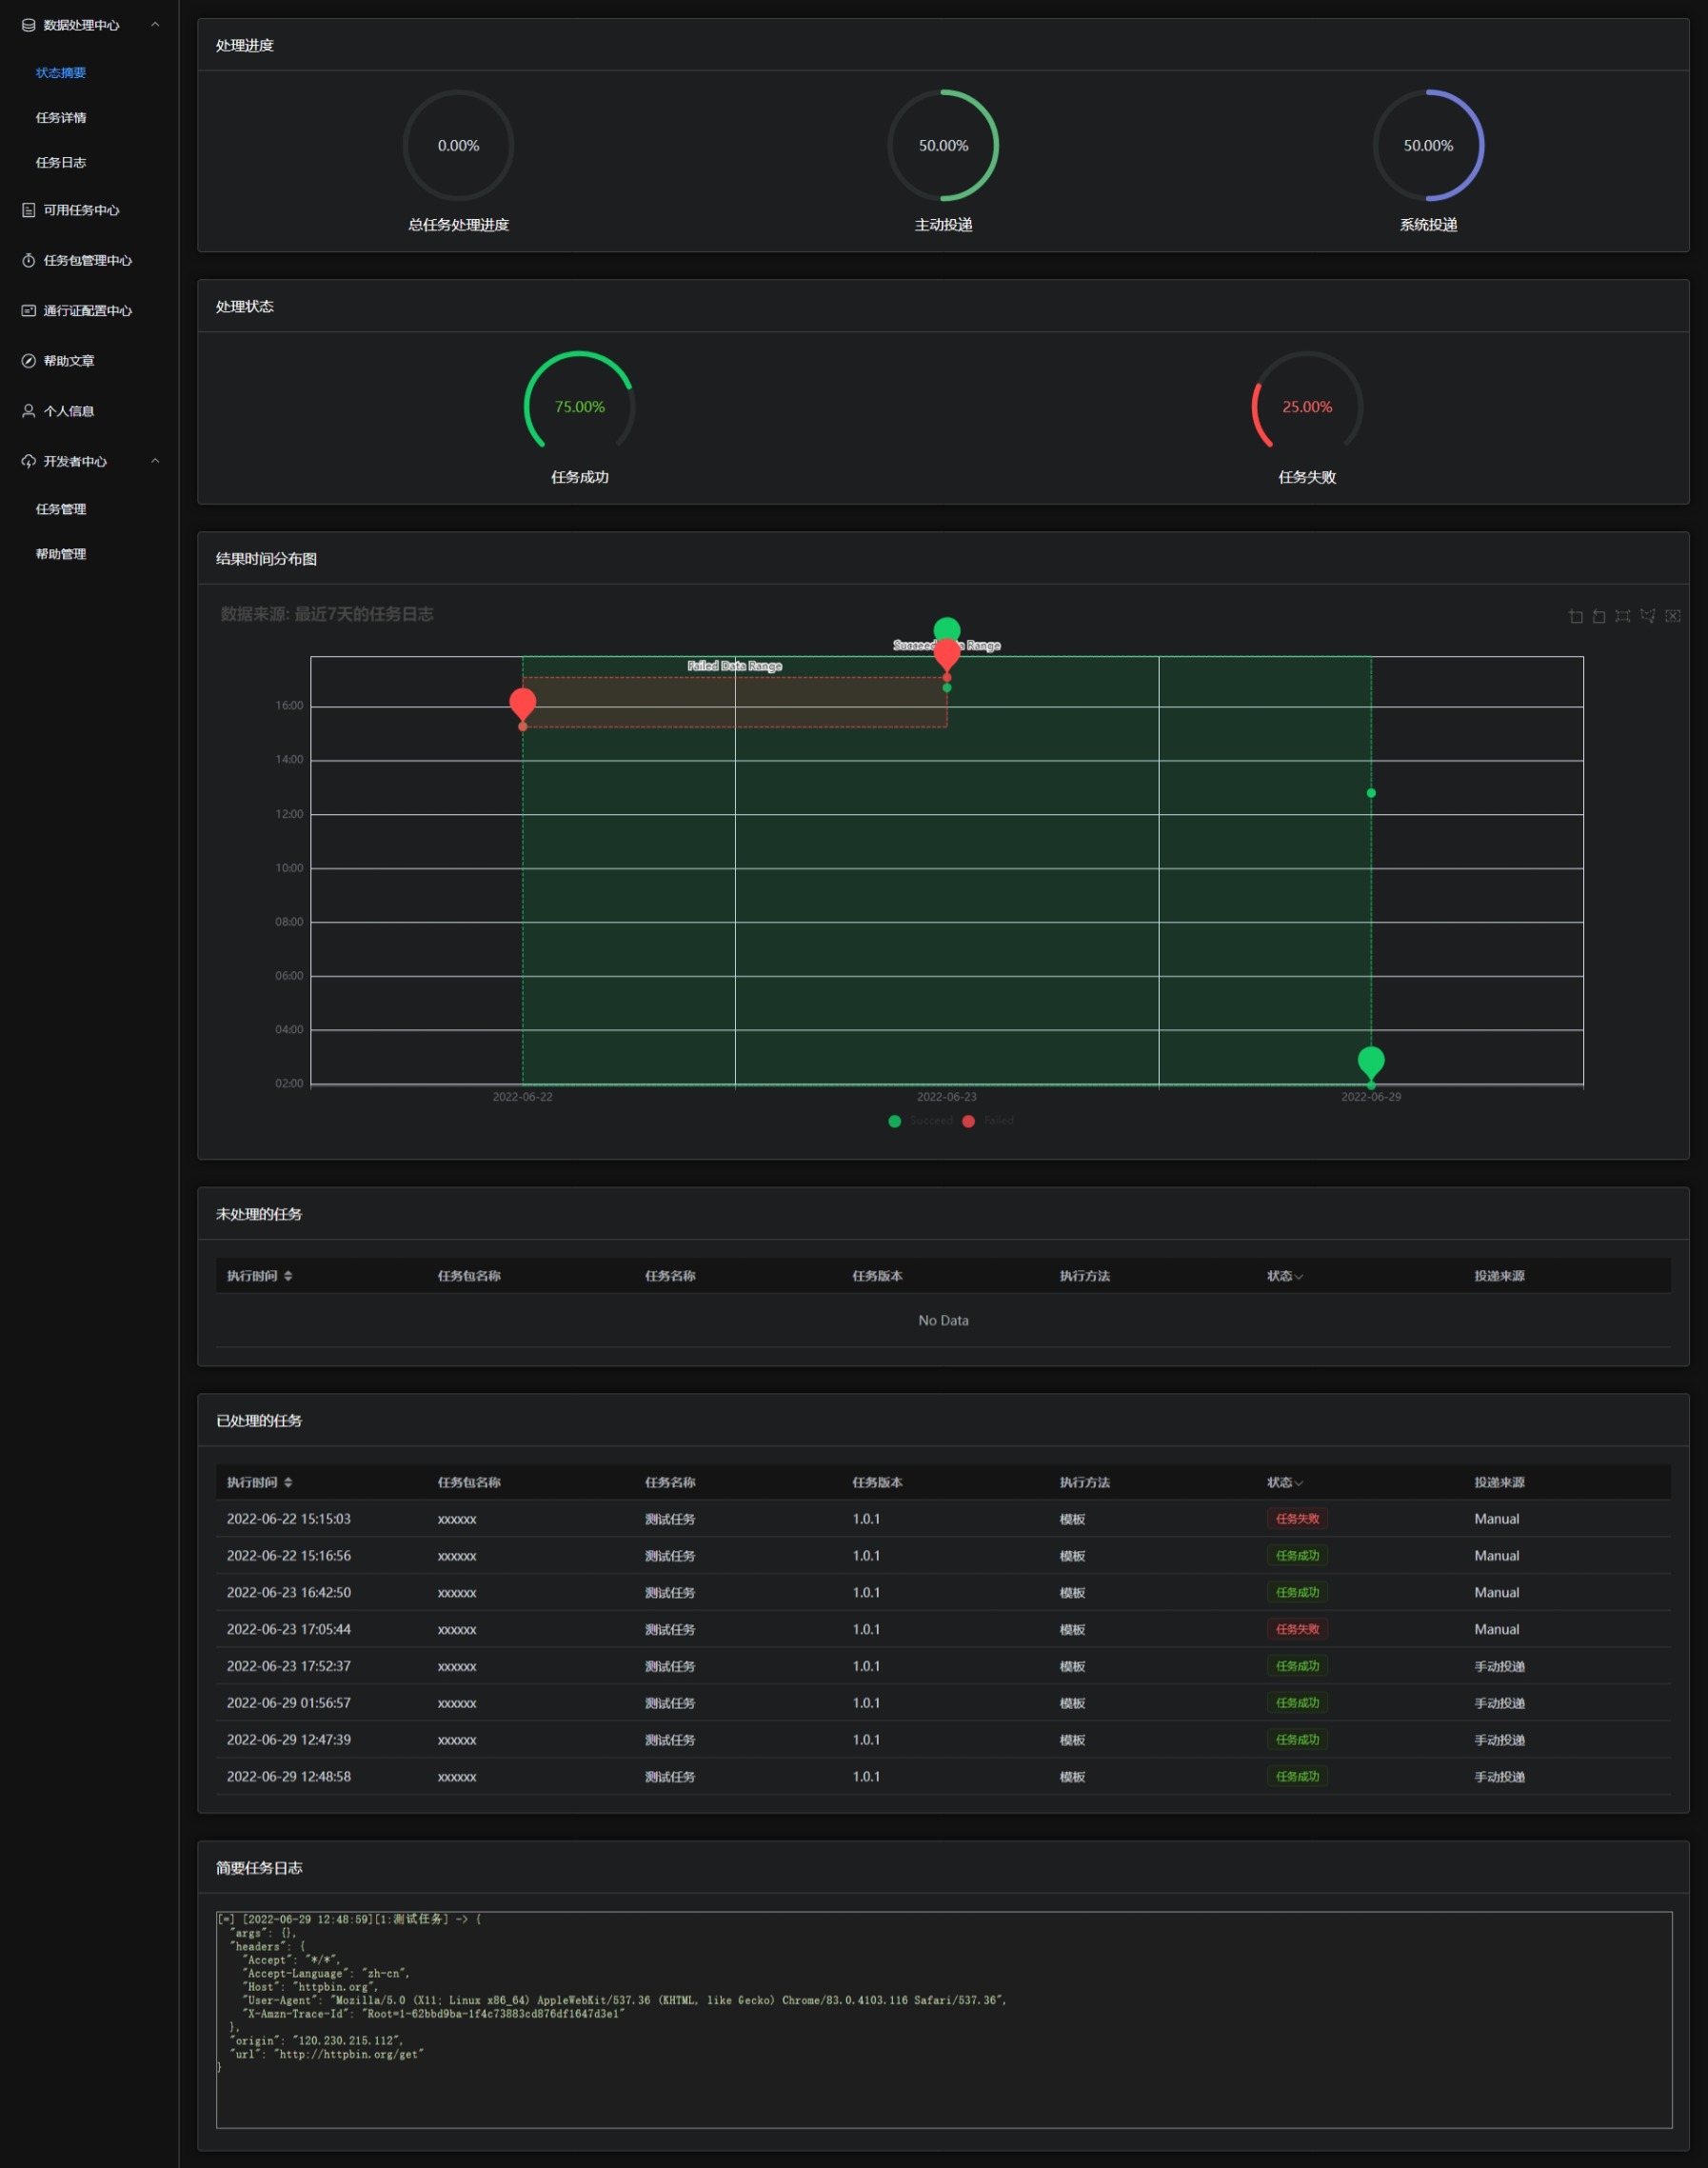 数据处理中心
状态摘要
任务详情
任务日志
可用任务中心
任务包管理中心
通行证配置中心
帮助文章
个人信息
开发者中心
任务管理
帮助管理
处理进度
0.00% 50.00% 50.00%
总任务处理进度 主动投递 系统投递
处理状态
75.00% 25.00%
任务成功 任务失败
结果时间分布图
数据来源: 最近7天的任务日志
Range
Failed Data Range
16:00
14:00
12:00
10:00
08:00
06:00
04:00
02:00
2022-06-22 2022-06-23 2022-06-29
Succeed Failed
未处理的任务
执行时间 任务包名称 任务名称 任务版本 执行方法 状态 投递来源
No Data
已处理的任务
执行时间 任务包名称 任务名称 任务版本 执行方法 状态 投递来源
2022-06-22 15:15:03 xxxxxx 测试任务 1.0.1 模板 任务失败 Manual
2022-06-22 15:16:56 xxxxxx 测试任务 1.0.1 模板 任务成功 Manual
2022-06-23 16:42:50 xxxxxx 测试任务 1.0.1 模板 任务成功 Manual
2022-06-23 17:05:44 xxxxxx 测试任务 1.0.1 模板 任务失败 Manual
2022-06-23 17:52:37 xxxxxx 测试任务 1.0.1 模板 任务成功 手动投递
2022-06-29 01:56:57 xxxxxx 测试任务 1.0.1 模板 任务成功 手动投递
2022-06-29 12:47:39 xxxxxx 测试任务 1.0.1 模板 任务成功 手动投递
2022-06-29 12:48:58 xxxxxx 测试任务 1.0.1 模板 任务成功 手动投递
简要任务日志
[=] [2022-06-29 12:48:59][1:测试任务] -> {
"args": {},
"headers": {
"Accept": "*/*",
"Accept-Language": "zh-cn",
"Host": "httpbin.org",
"User-Agent": "Mozilla/5.0 (X11; Linux x86_64) AppleWebKit/537.36 (KHTML, like Gecko) Chrome/83.0.4103.116 Safari/537.36",
"X-Amzn-Trace-Id": "Root=1-62bbd9ba-1f4c73883cd876df1647d3e1"
},
"origin": "120.230.215.112",
"url": "http://httpbin.org/get"
}